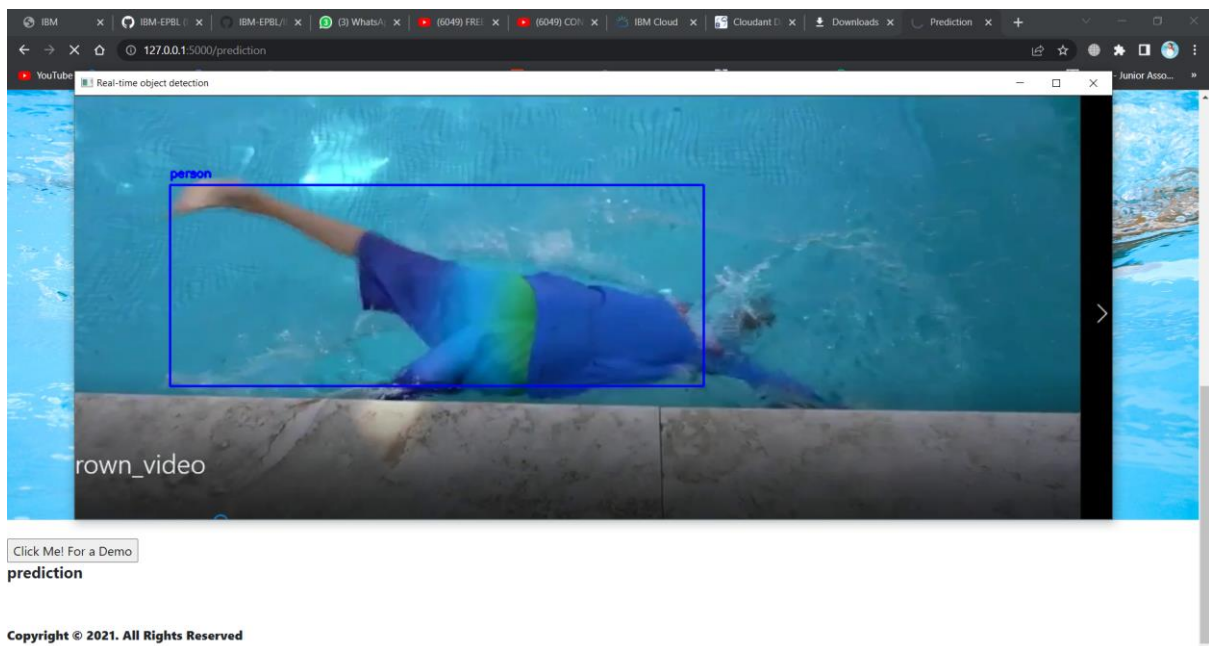 IBM
IBM-EPBL (
IBM-EPBL/
(3) WhatsA
(6049) FREE
(6049) CON
IBM Cloud
Cloudant D
Downloads
Prediction
127.0.0.1:5000/prediction
YouTube
- Junior Asso...
Real-time object detection
person
rown_video
Click Me! For a Demo
prediction
Copyright © 2021. All Rights Reserved